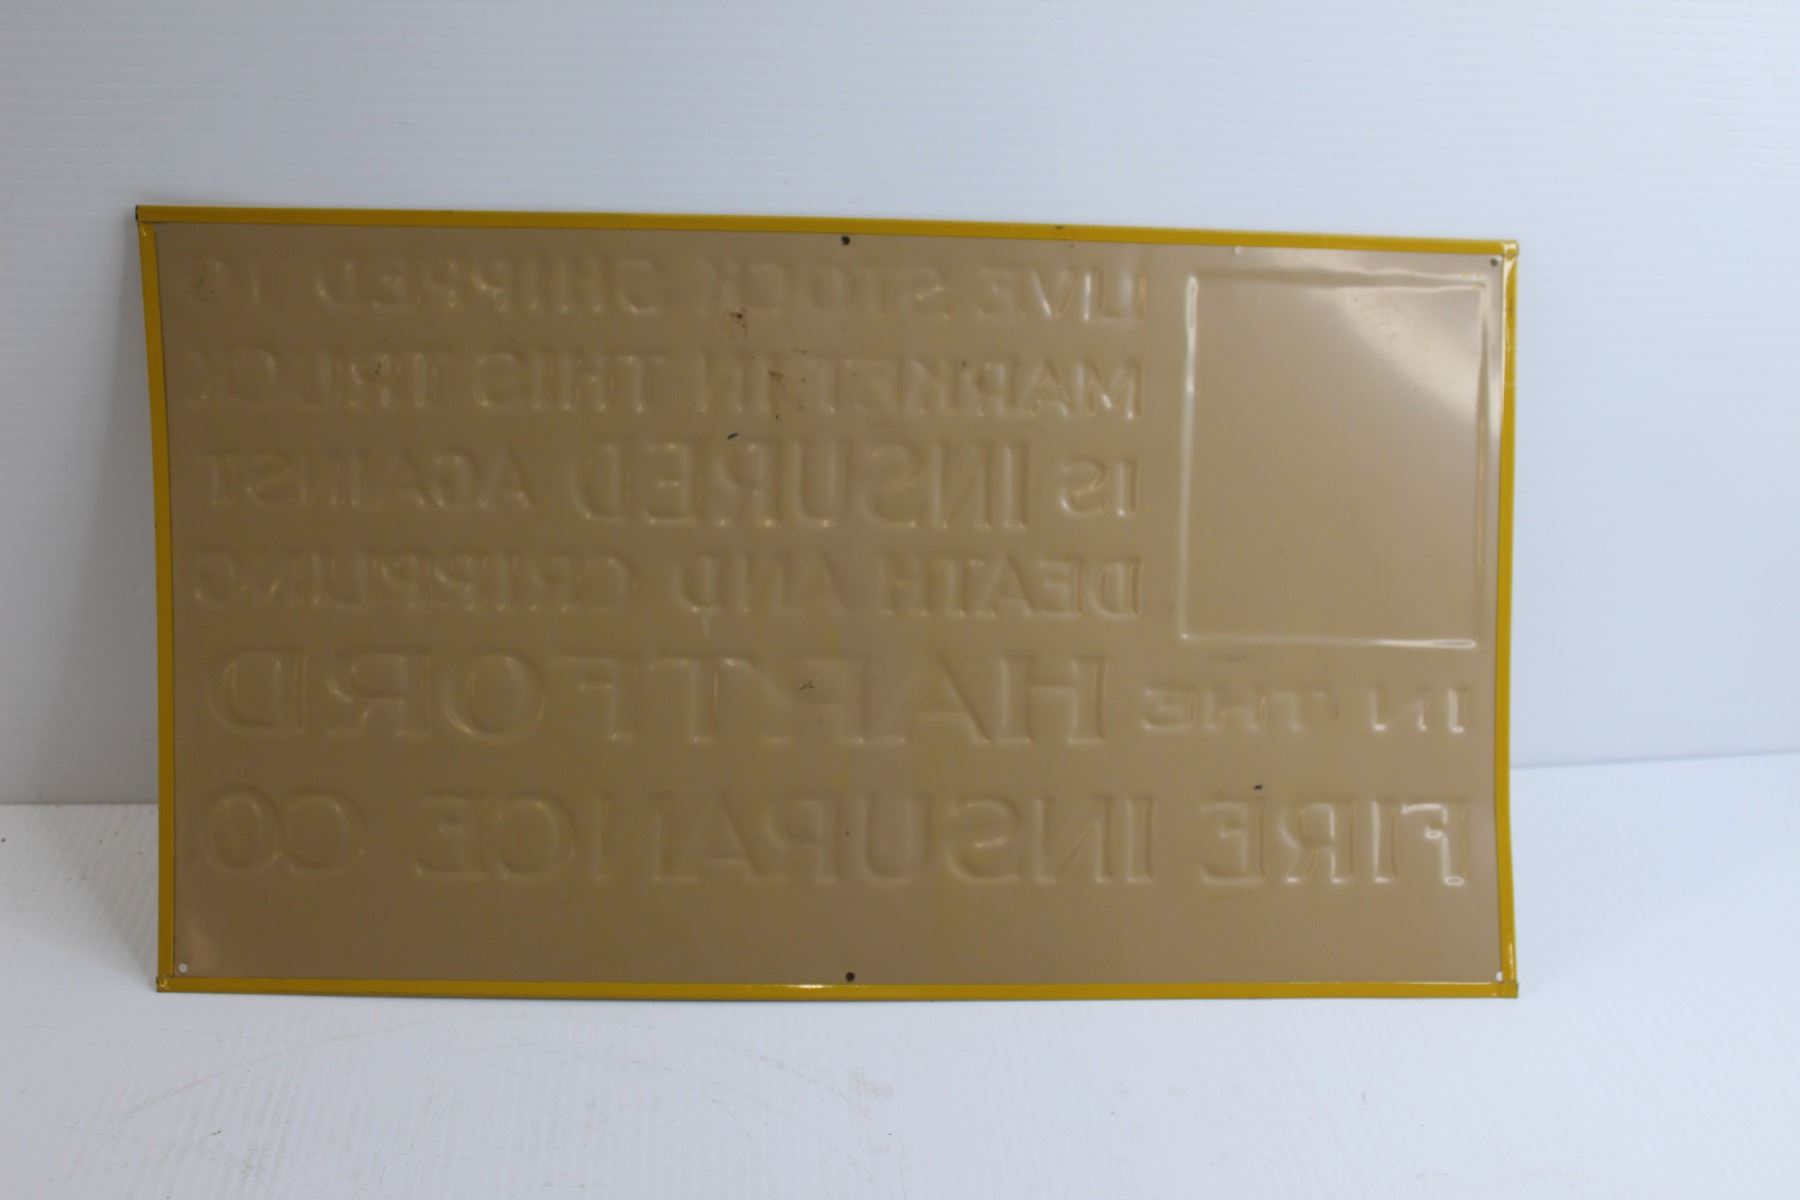 LIVE STOCK SHIPPED TO
MARKET IN THIS TRUCK
IS INSURED AGAINST
DEATH AND CRIPPLING
IN THE HARTFORD
FIRE INSURANCE CO